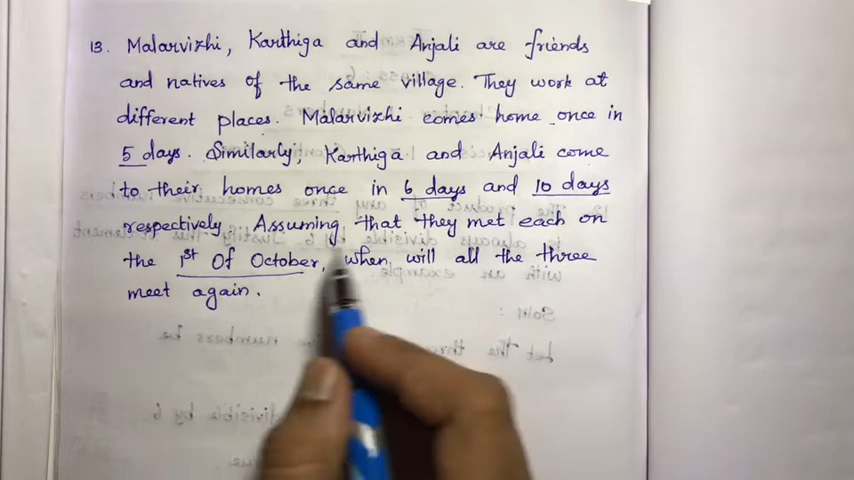 13. Malarvizhi, Karthiga and Anjali are friends
and natives of the same village. They work at
different places. Malarvizhi comes home once in
5 days. Similarly, Karthiga and Anjali come
to their homes once in 6 days and 10 days
respectively Assuming that they met each on
the 1st Of October, when will all the three
meet again.